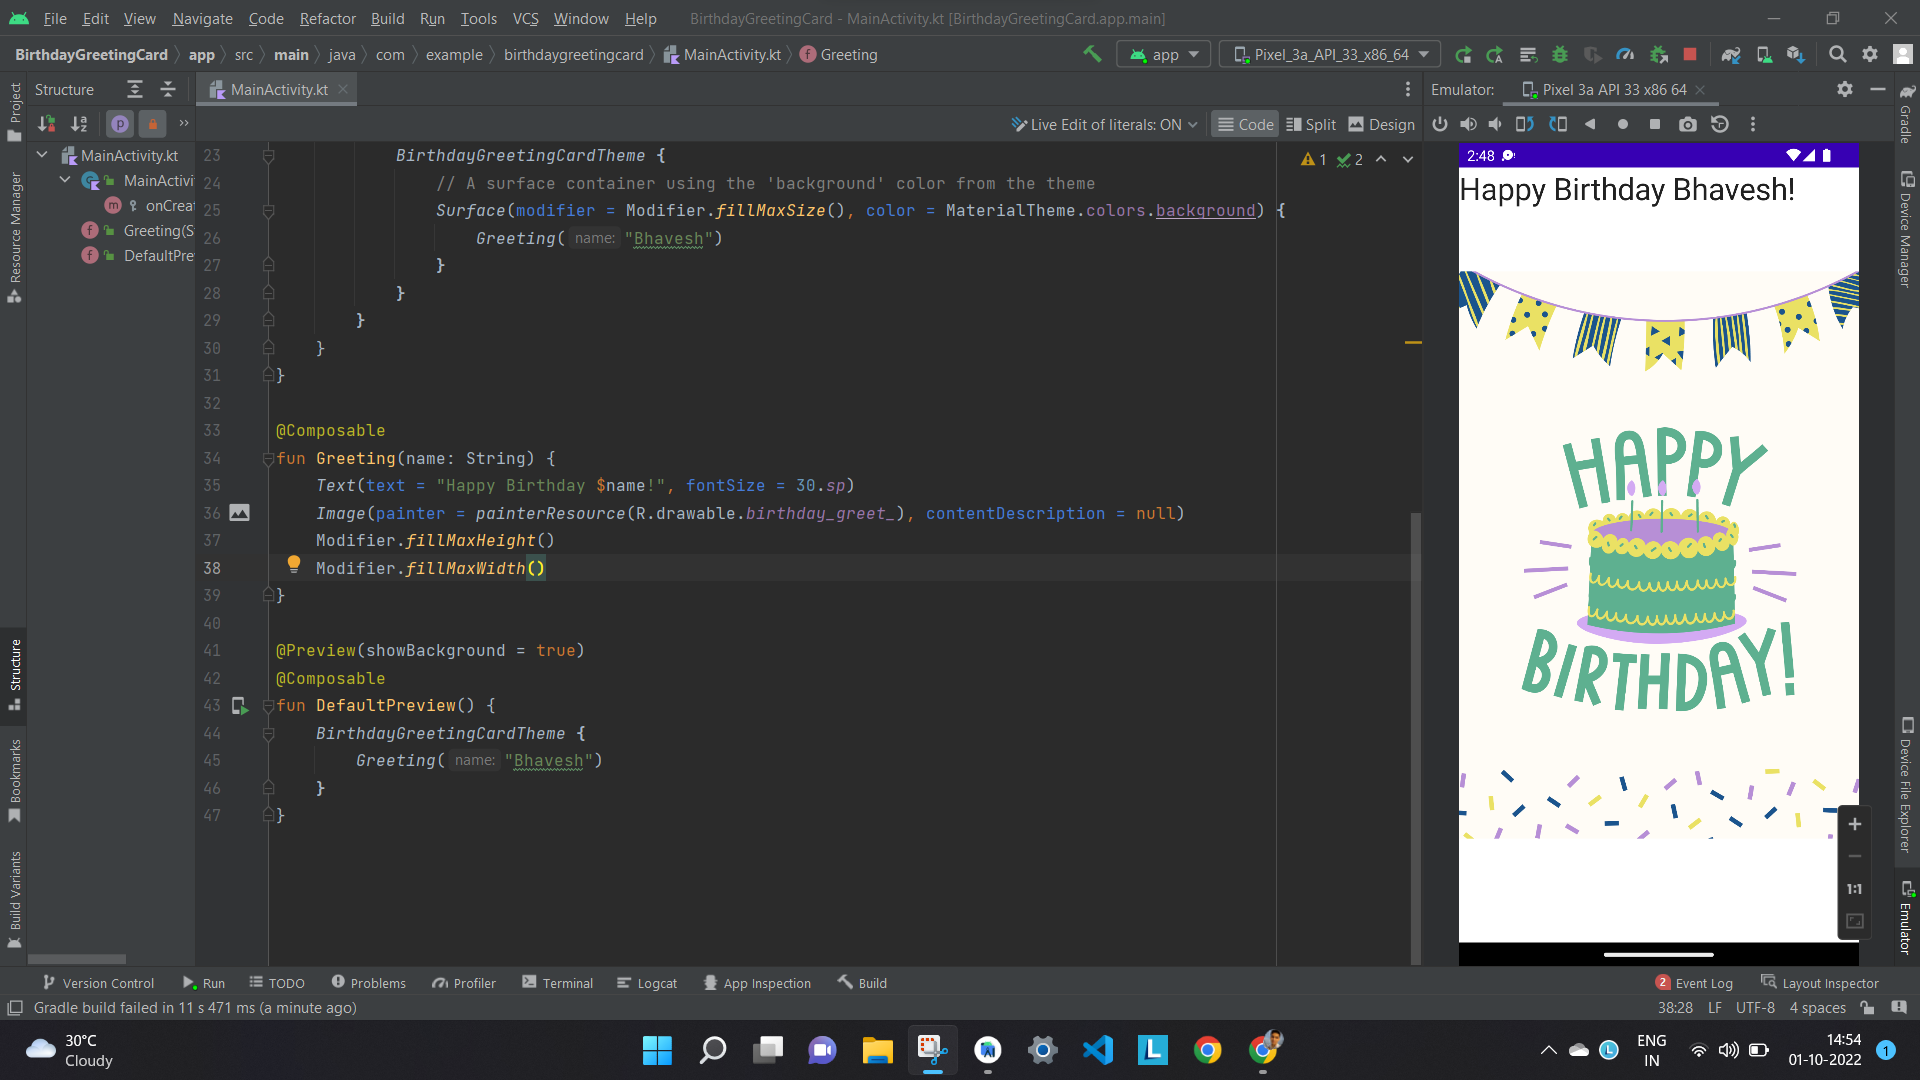 File Edit View Navigate Code Refactor Build Run Tools VCS Window Help BirthdayGreetingCard - MainActivity.kt [BirthdayGreetingCard.app.main]
BirthdayGreetingCard app src main java com example birthdaygreetingcard MainActivity.kt Greeting app Pixel_3a_API_33_x86_64
Structure MainActivity.kt Emulator: Pixel 3a API 33 x86 64
Live Edit of literals: ON Code Split Design
MainActivity.kt
MainActivi
onCreat
Greeting(S
DefaultPre
1 2
23 BirthdayGreetingCardTheme {
24 // A surface container using the 'background' color from the theme
25 Surface(modifier = Modifier.fillMaxSize(), color = MaterialTheme.colors.background) {
26 Greeting( name: "Bhavesh")
27 }
28 }
29 }
30 }
31 }
32
33 @Composable
34 fun Greeting(name: String) {
35 Text(text = "Happy Birthday $name!", fontSize = 30.sp)
36 Image(painter = painterResource(R.drawable.birthday_greet_), contentDescription = null)
37 Modifier.fillMaxHeight()
38 Modifier.fillMaxWidth()
39 }
40
41 @Preview(showBackground = true)
42 @Composable
43 fun DefaultPreview() {
44 BirthdayGreetingCardTheme {
45 Greeting( name: "Bhavesh")
46 }
47 }
2:48
Happy Birthday Bhavesh!
HAPPY
BIRTHDAY!
1:1
Project
Resource Manager
Structure
Bookmarks
Build Variants
Gradle
Device Manager
Device File Explorer
Emulator
Version Control Run TODO Problems Profiler Terminal Logcat App Inspection Build 2 Event Log Layout Inspector
Gradle build failed in 11 s 471 ms (a minute ago) 38:28 LF UTF-8 4 spaces
30°C
Cloudy
ENG
IN
14:54
01-10-2022
1